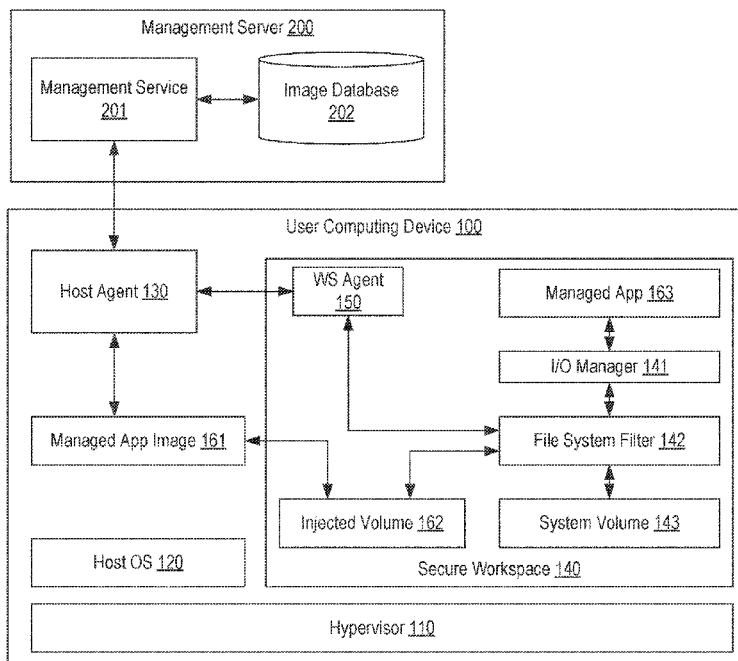 Management Server 200
Management Service
201
Image Database
202
User Computing Device 100
Host Agent 130
WS Agent
150
Managed App 163
I/O Manager 141
Managed App Image 161
File System Filter 142
Injected Volume 162
System Volume 143
Host OS 120
Secure Workspace 140
Hypervisor 110